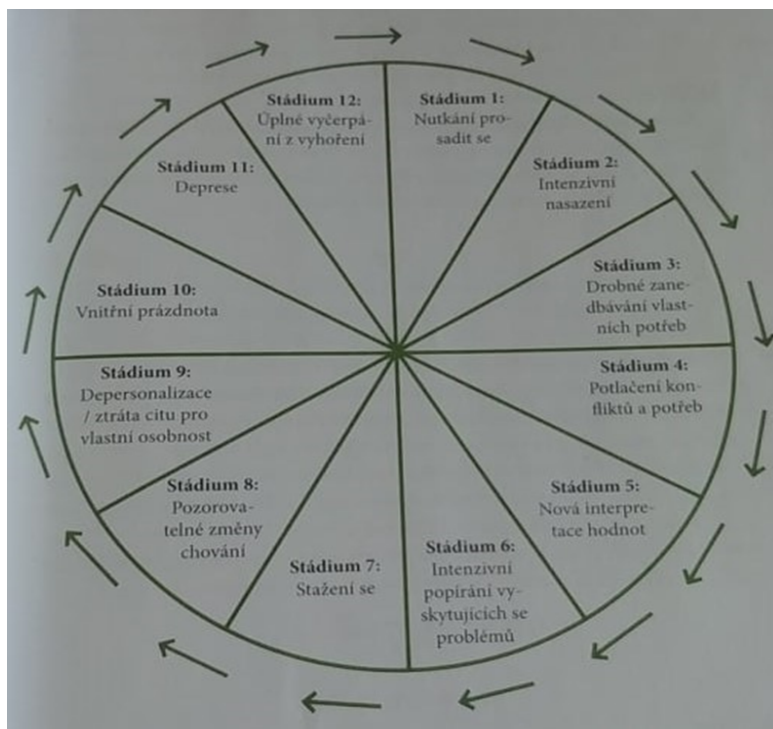 Stádium 1:
Nutkání pro-
sadit se
Stádium 2:
Intenzivní
nasazení
Stádium 3:
Drobné zane-
dbávání vlast-
ních potřeb
Stádium 4:
Potlačení kon-
fliktů a potřeb
Stádium 5:
Nová interpre-
tace hodnot
Stádium 6:
Intenzivní
popírání vy-
skytujících se
problémů
Stádium 7:
Stažení se
Stádium 8:
Pozorova-
telné změny
chování
Stádium 9:
Depersonalizace
/ ztráta citu pro
vlastní osobnost
Stádium 10:
Vnitřní prázdnota
Stádium 11:
Deprese
Stádium 12:
Úplné vyčerpá-
ní z vyhoření